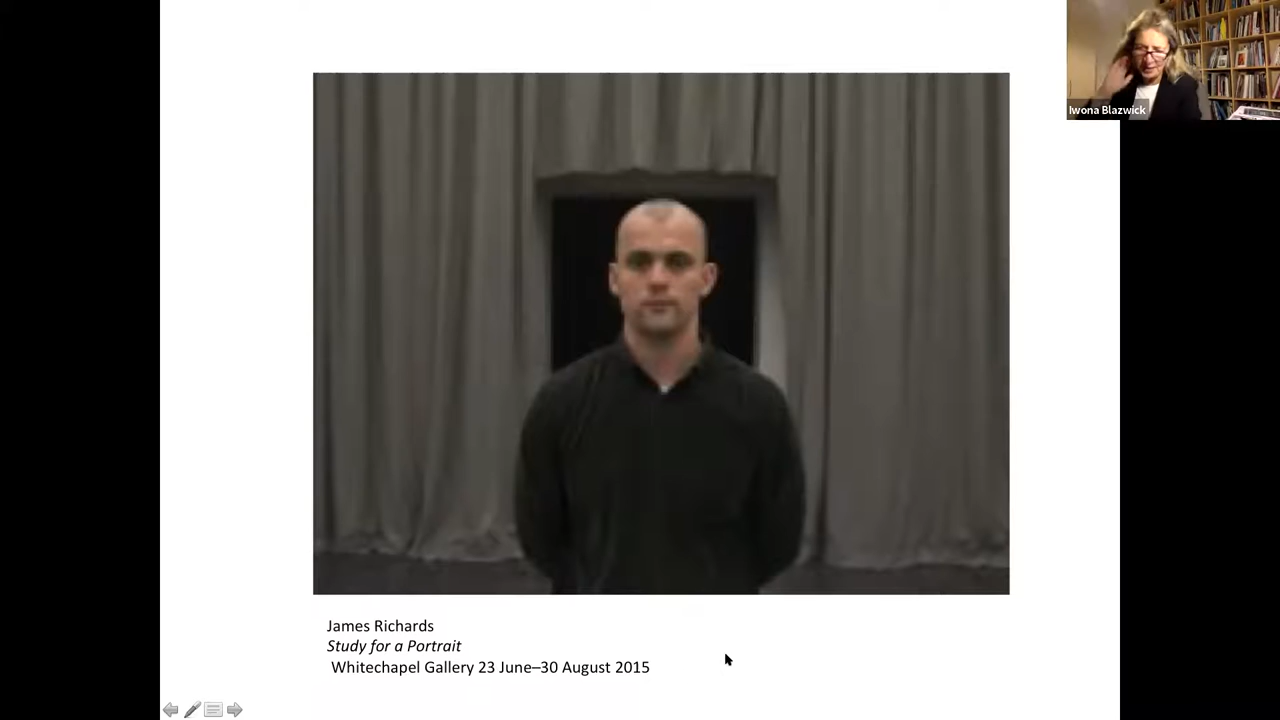 Iwona Blazwick
James Richards
Study for a Portrait
Whitechapel Gallery 23 June–30 August 2015